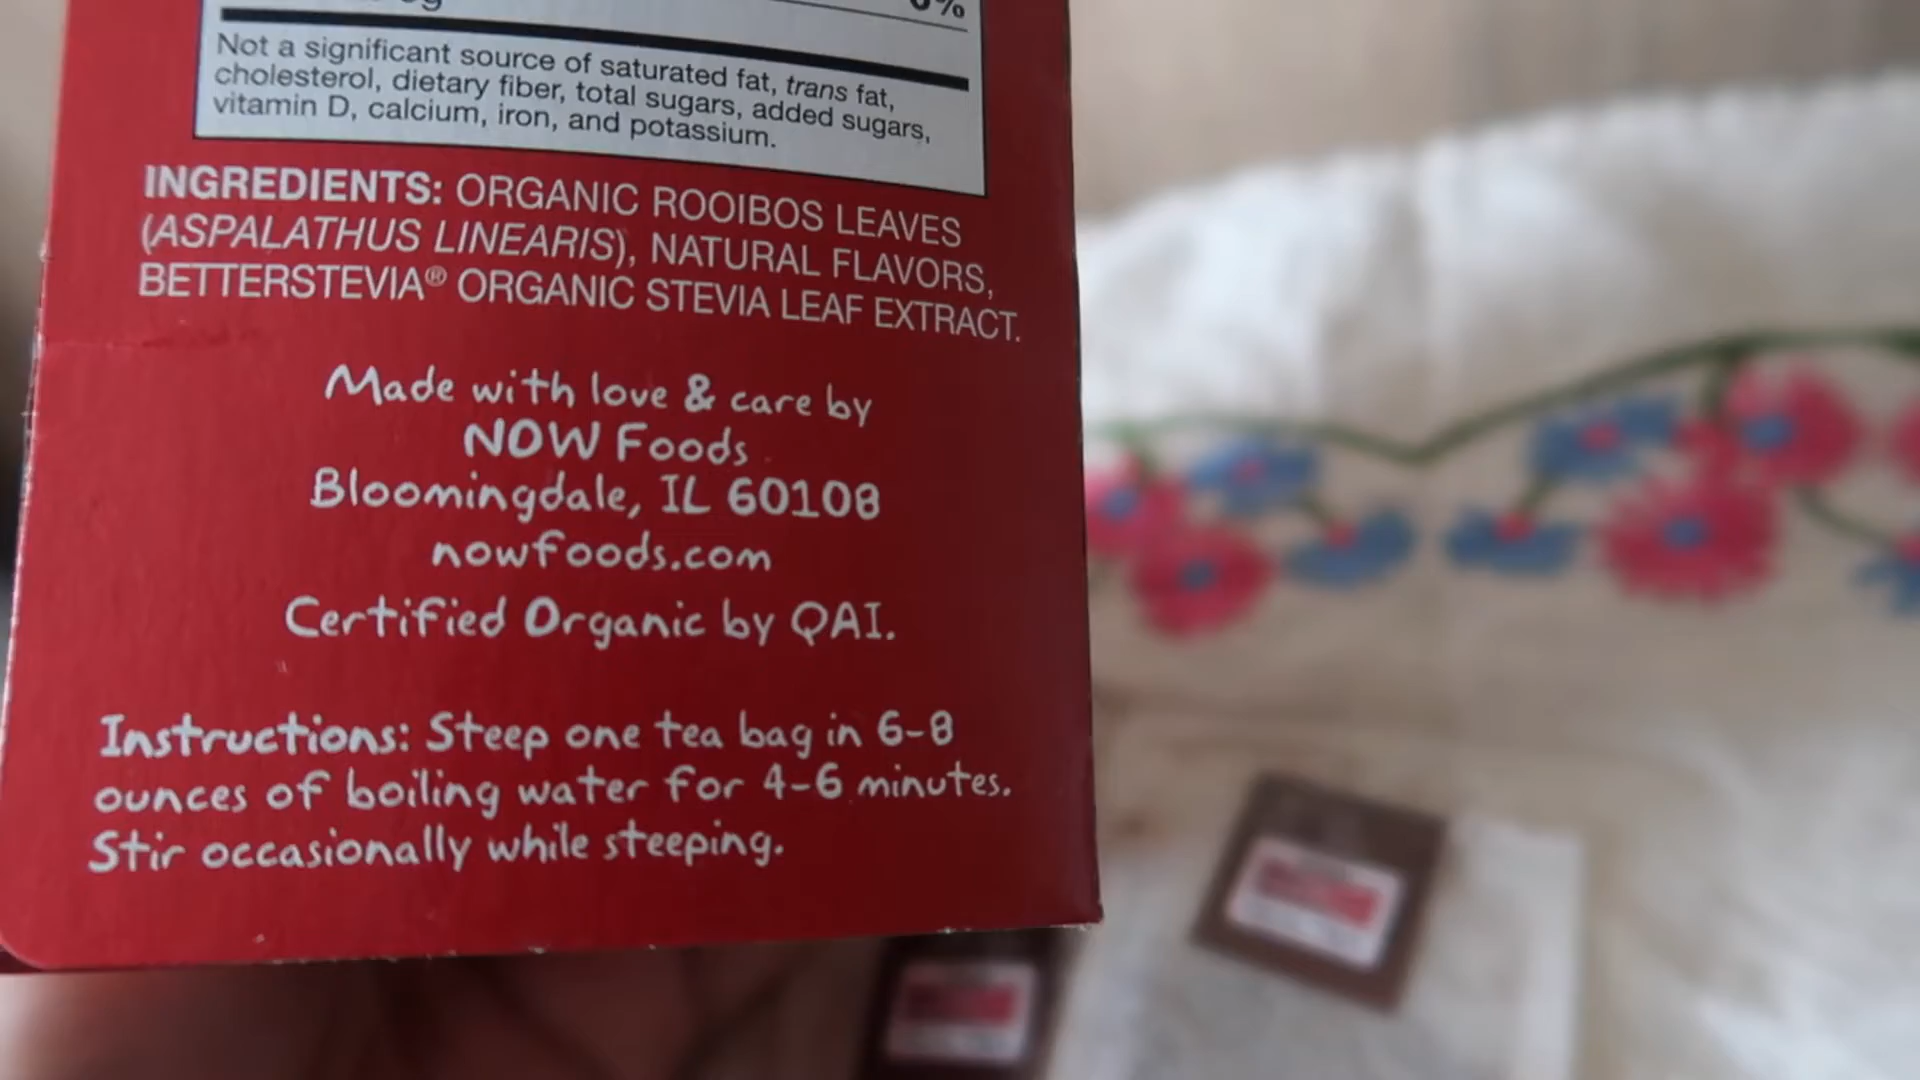 0%
Not a significant source of saturated fat, trans fat,
cholesterol, dietary fiber, total sugars, added sugars,
vitamin D, calcium, iron, and potassium.
INGREDIENTS: ORGANIC ROOIBOS LEAVES
(ASPALATHUS LINEARIS), NATURAL FLAVORS,
BETTERSTEVIA® ORGANIC STEVIA LEAF EXTRACT.
Made with love & care by
NOW Foods
Bloomingdale, IL 60108
nowfoods.com
Certified Organic by QAI.
Instructions: Steep one tea bag in 6-8
ounces of boiling water for 4-6 minutes.
Stir occasionally while steeping.